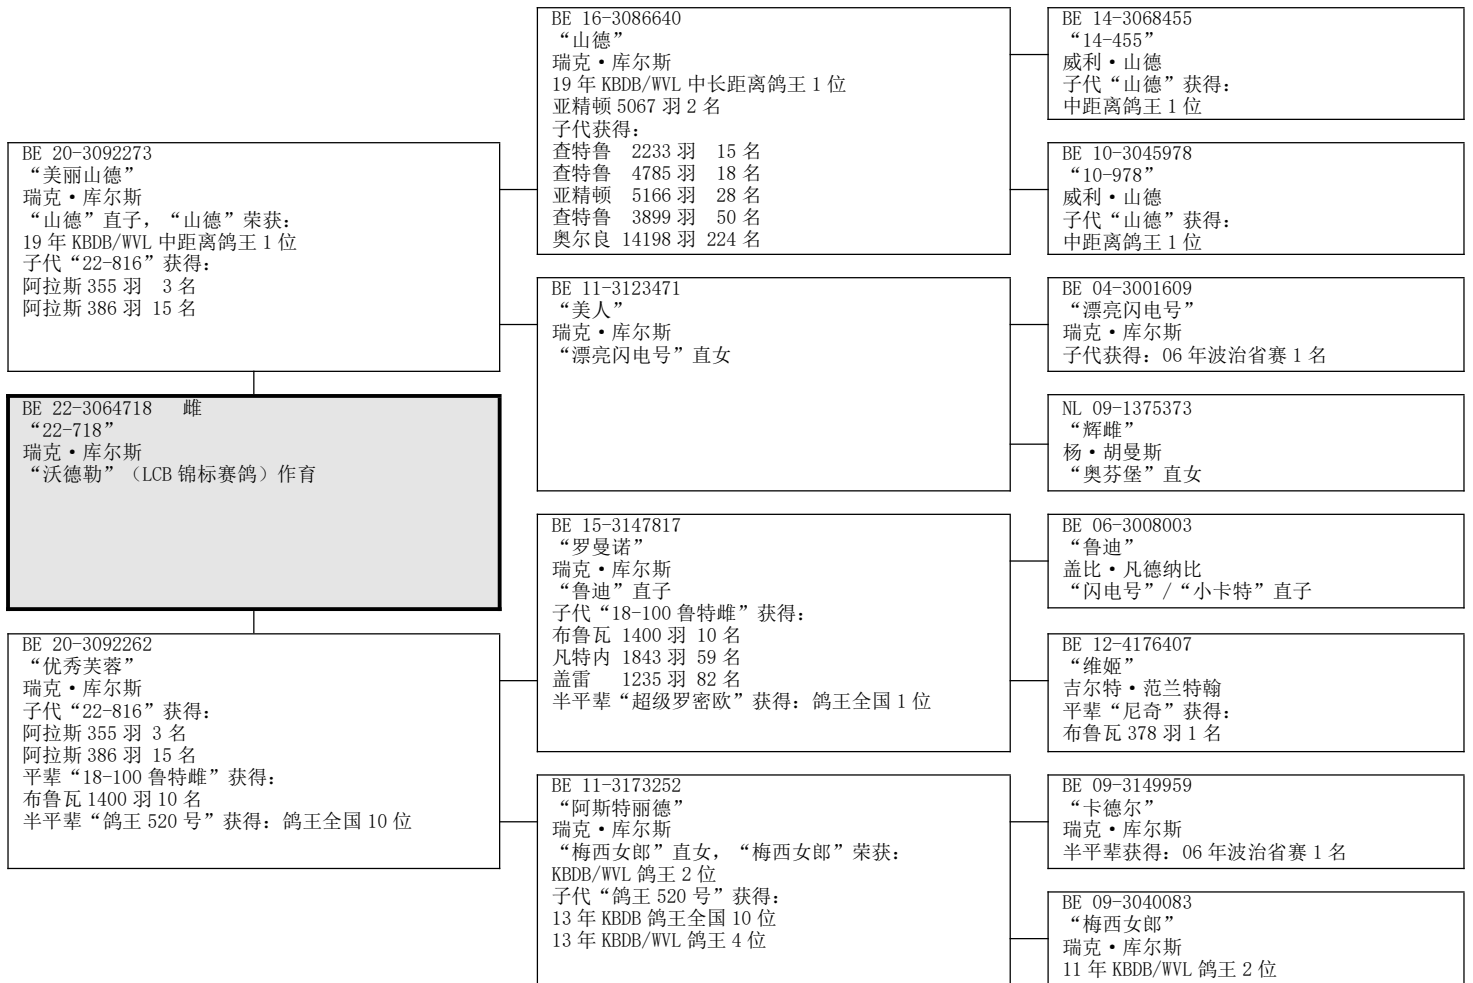 BE 20-3092273
“美丽山德”
瑞克·库尔斯
“山德”直子，“山德”荣获：
19 年 KBDB/WVL 中距离鸽王 1 位
子代“22-816”获得：
阿拉斯 355 羽 3 名
阿拉斯 386 羽 15 名
BE 22-3064718 雌
“22-718”
瑞克·库尔斯
“沃德勒”（LCB 锦标赛鸽）作育
BE 20-3092262
“优秀芙蓉”
瑞克·库尔斯
子代“22-816”获得：
阿拉斯 355 羽 3 名
阿拉斯 386 羽 15 名
平辈“18-100 鲁特雌”获得：
布鲁瓦 1400 羽 10 名
半平辈“鸽王 520 号”获得：鸽王全国 10 位
BE 16-3086640
“山德”
瑞克·库尔斯
19 年 KBDB/WVL 中长距离鸽王 1 位
亚精顿 5067 羽 2 名
子代获得：
查特鲁 2233 羽 15 名
查特鲁 4785 羽 18 名
亚精顿 5166 羽 28 名
查特鲁 3899 羽 50 名
奥尔良 14198 羽 224 名
BE 11-3123471
“美人”
瑞克·库尔斯
“漂亮闪电号”直女
BE 15-3147817
“罗曼诺”
瑞克·库尔斯
“鲁迪”直子
子代“18-100 鲁特雌”获得：
布鲁瓦 1400 羽 10 名
凡特内 1843 羽 59 名
盖雷 1235 羽 82 名
半平辈“超级罗密欧”获得：鸽王全国 1 位
BE 11-3173252
“阿斯特丽德”
瑞克·库尔斯
“梅西女郎”直女，“梅西女郎”荣获：
KBDB/WVL 鸽王 2 位
子代“鸽王 520 号”获得：
13 年 KBDB 鸽王全国 10 位
13 年 KBDB/WVL 鸽王 4 位
BE 14-3068455
“14-455”
威利·山德
子代“山德”获得：
中距离鸽王 1 位
BE 10-3045978
“10-978”
威利·山德
子代“山德”获得：
中距离鸽王 1 位
BE 04-3001609
“漂亮闪电号”
瑞克·库尔斯
子代获得：06 年波治省赛 1 名
NL 09-1375373
“辉雌”
杨·胡曼斯
“奥芬堡”直女
BE 06-3008003
“鲁迪”
盖比·凡德纳比
“闪电号”/“小卡特”直子
BE 12-4176407
“维姬”
吉尔特·范兰特翰
平辈“尼奇”获得：
布鲁瓦 378 羽 1 名
BE 09-3149959
“卡德尔”
瑞克·库尔斯
半平辈获得：06 年波治省赛 1 名
BE 09-3040083
“梅西女郎”
瑞克·库尔斯
11 年 KBDB/WVL 鸽王 2 位